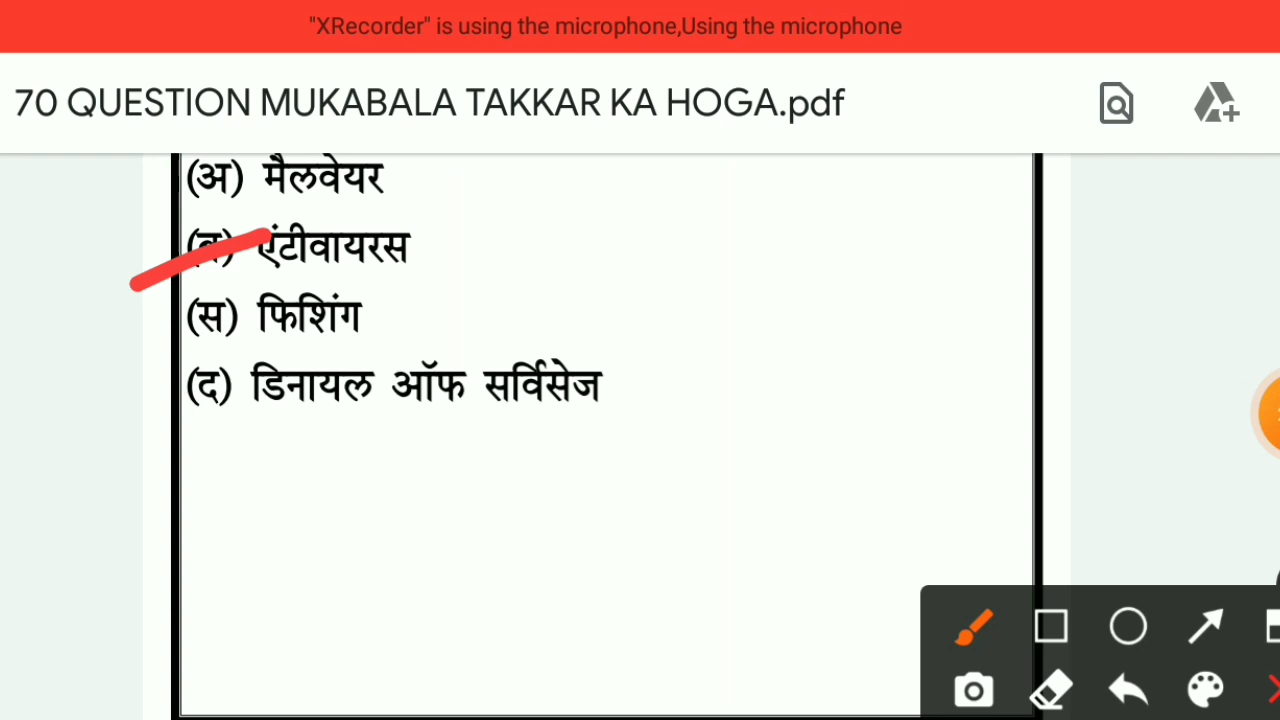 "XRecorder" is using the microphone,Using the microphone
70 QUESTION MUKABALA TAKKAR KA HOGA.pdf
(अ) मैलवेयर
(ब) एंटीवायरस
(स) फिशिंग
(द) डिनायल ऑफ सर्विसेज